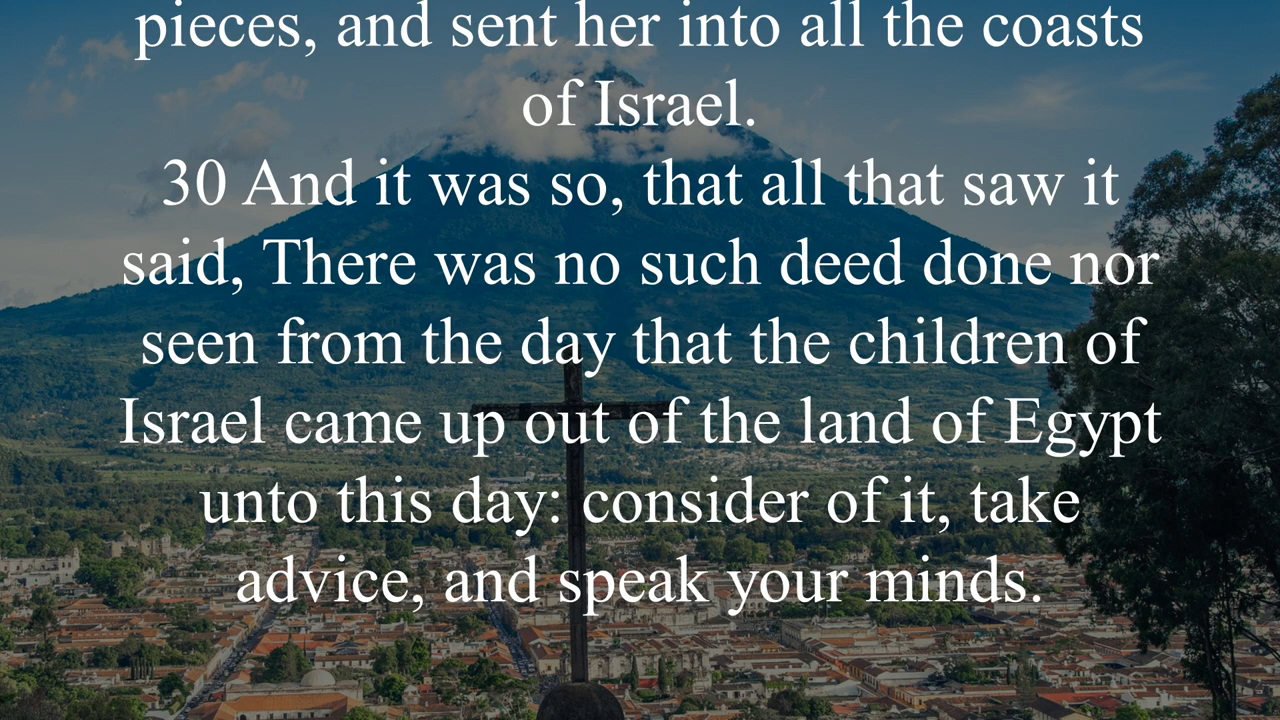 pieces, and sent her into all the coasts
of Israel.
30 And it was so, that all that saw it
said, There was no such deed done nor
seen from the day that the children of
Israel came up out of the land of Egypt
unto this day: consider of it, take
advice, and speak your minds.